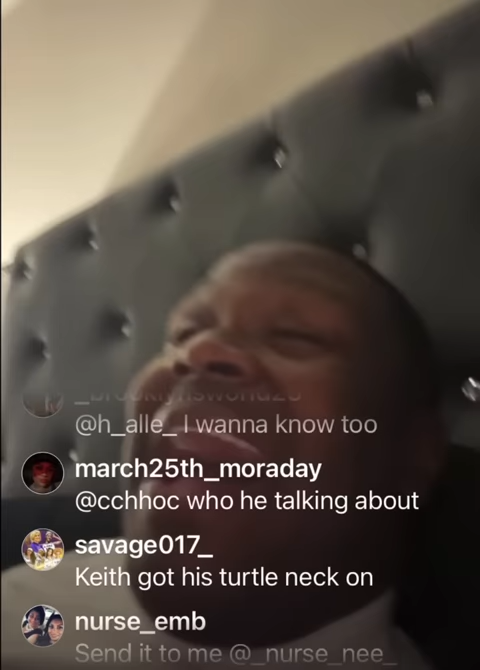 @h_alle_ I wanna know too
march25th_moraday
@cchhoc who he talking about
savage017_
Keith got his turtle neck on
nurse_emb
Send it to me @_nurse_nee_